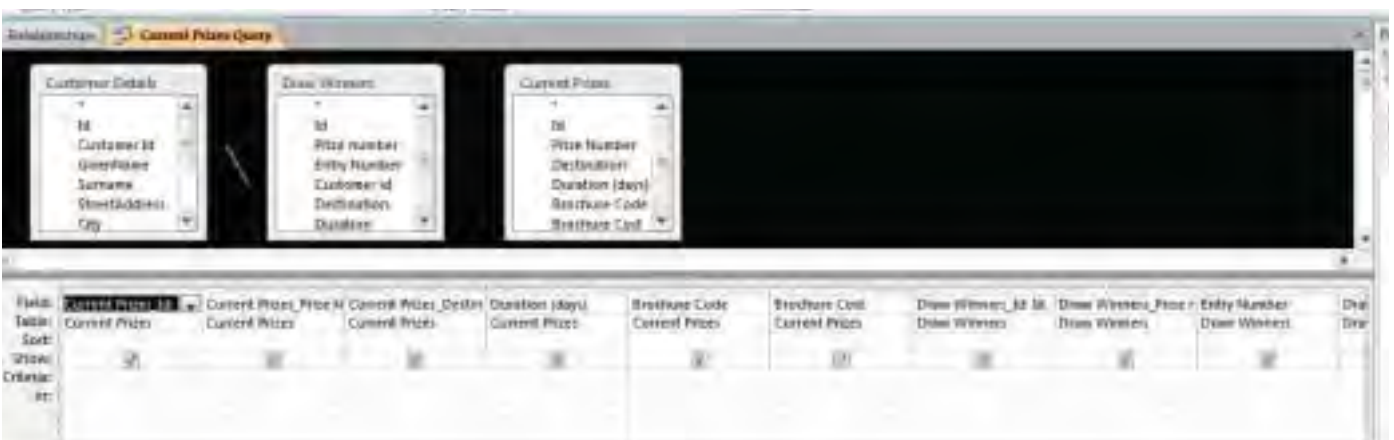 Relationships Current Prizes Query
Customer Details Draw Winners Current Prizes
* * *
Id Id Id
Customer Id Prize number Prize Number
GivenName Entry Number Destination
Surname Customer id Duration (days)
StreetAddress Destination Brochure Code
City Duration Brochure Cost
Field: Current Prizes_Id Current Prizes_Prize N Current Prizes_Destin Duration (days) Brochure Code Brochure Cost Draw Winners_Id Draw Winners_Prize Entry Number
Table: Current Prizes Current Prizes Current Prizes Current Prizes Current Prizes Current Prizes Draw Winners Draw Winners Draw Winners
Sort:
Show:
Criteria:
or: